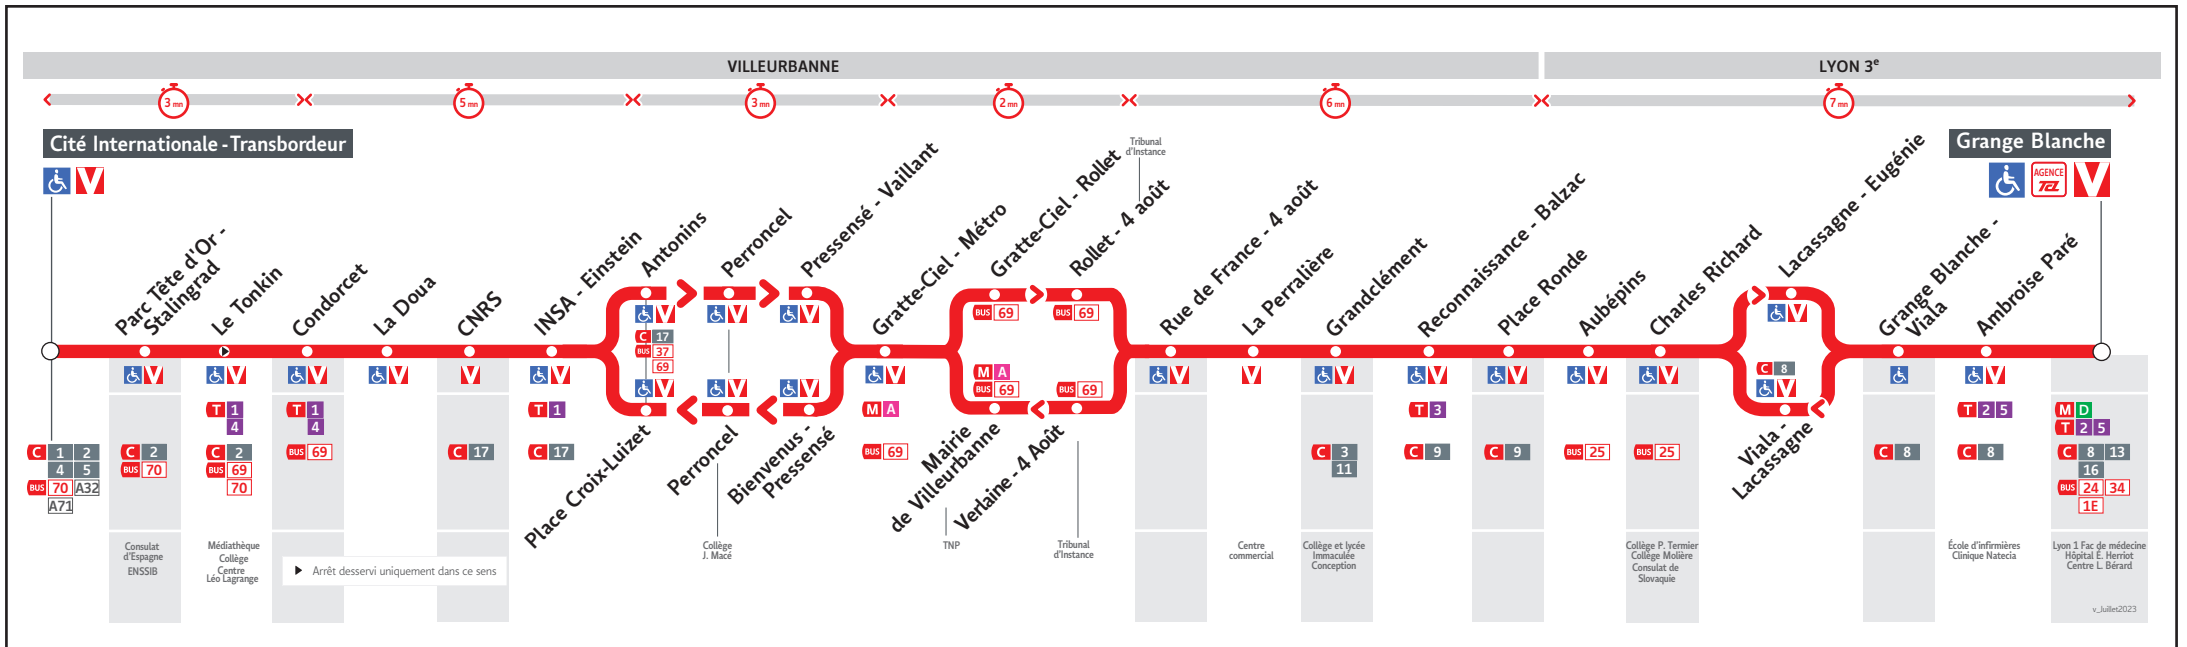 VILLEURBANNE
LYON 3e
3 mn
5 mn
3 mn
2 mn
6 mn
7 mn
Cité Internationale - Transbordeur
Grange Blanche
AGENCE
TCL
Parc Tête d'Or -
Stalingrad
Le Tonkin
Condorcet
La Doua
CNRS
INSA - Einstein
Antonins
Perroncel
Pressensé - Vaillant
Gratte-Ciel - Métro
Gratte-Ciel - Rollet
Tribunal
d'Instance
Rollet - 4 août
Rue de France - 4 août
La Perralière
Grandclément
Reconnaissance - Balzac
Place Ronde
Aubépins
Charles Richard
Lacassagne - Eugénie
Grange Blanche -
Viala
Ambroise Paré
Place Croix-Luizet
Perroncel
Bienvenus -
Pressensé
Mairie
de Villeurbanne
Verlaine - 4 Août
Viala -
Lacassagne
C 1 2
4 5
BUS 70 A32
A71
C 2
BUS 70
T 1
4
C 2
BUS 69
70
T 1
4
BUS 69
C 17
T 1
C 17
C 17
BUS 37
69
M A
BUS 69
BUS 69
BUS 69
M A
BUS 69
BUS 69
C 3
11
T 3
C 9
C 9
BUS 25
BUS 25
C 8
C 8
T 2 5
C 8
M D
T 2 5
C 8 13
16
BUS 24 34
1E
Consulat
d'Espagne
ENSSIB
Médiathèque
Collège
Centre
Léo Lagrange
Arrêt desservi uniquement dans ce sens
Collège
J. Macé
TNP
Tribunal
d'Instance
Centre
commercial
Collège et lycée
Immaculée
Conception
Collège P. Termier
Collège Molière
Consulat de
Slovaquie
École d'infirmières
Clinique Natecia
Lyon 1 Fac de médecine
Hôpital E. Herriot
Centre L. Bérard
v_Juillet2023